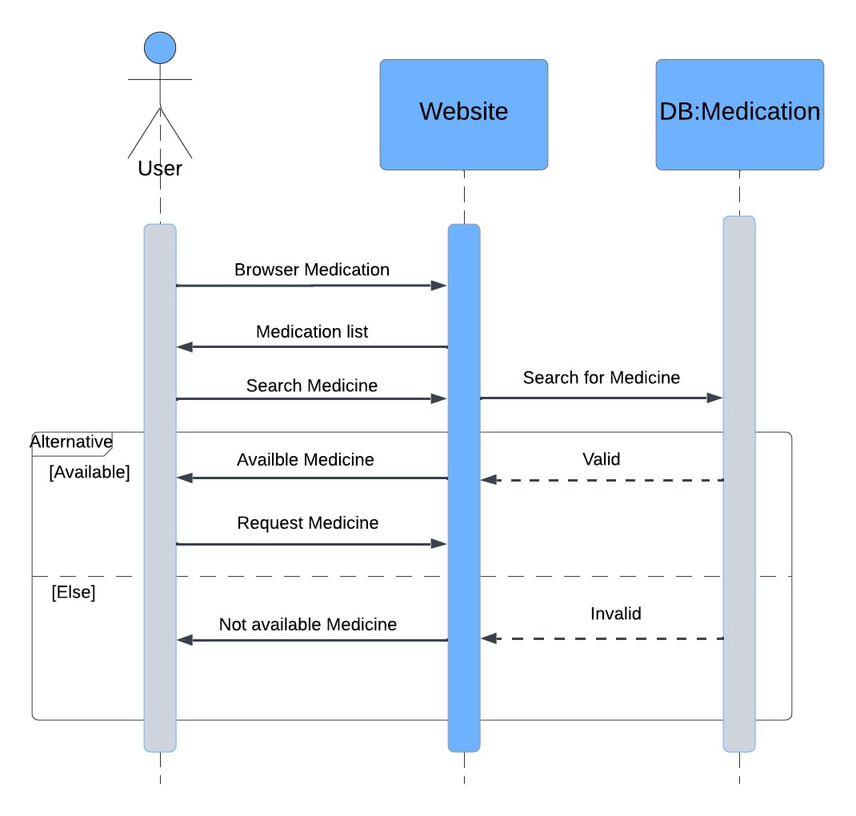 Website
DB:Medication
User
Browser Medication
Medication list
Search Medicine
Search for Medicine
Alternative
[Available]
Availble Medicine
Valid
Request Medicine
[Else]
Not available Medicine
Invalid